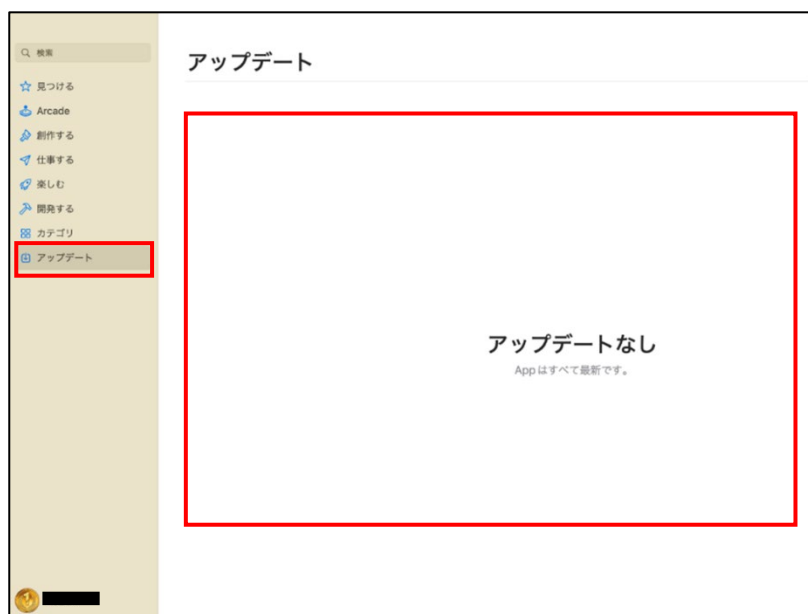 検索
アップデート
見つける
Arcade
創作する
仕事する
楽しむ
開発する
カテゴリ
アップデート
アップデートなし
Appはすべて最新です。